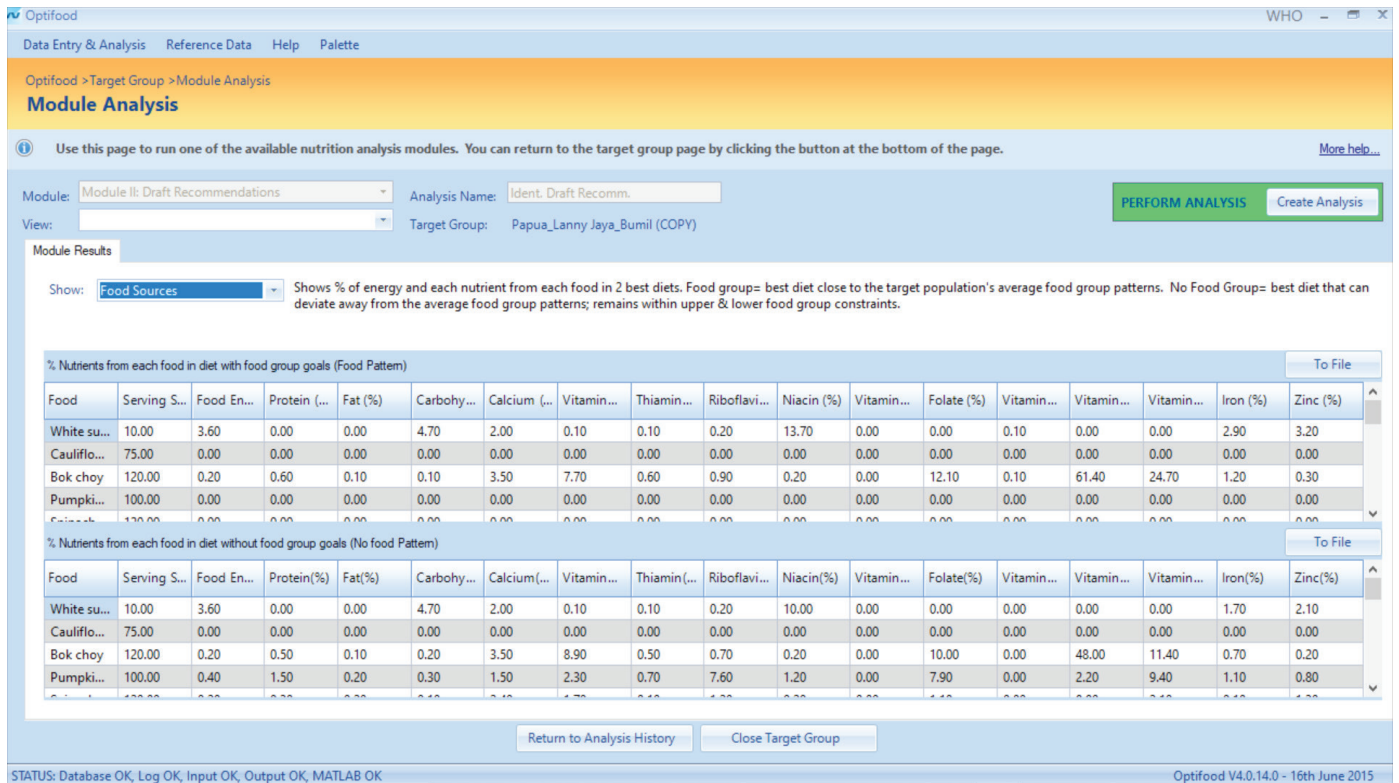 Optifood WHO
Data Entry & Analysis Reference Data Help Palette
Optifood >Target Group >Module Analysis
Module Analysis
Use this page to run one of the available nutrition analysis modules. You can return to the target group page by clicking the button at the bottom of the page. More help...
Module: Module II: Draft Recommendations Analysis Name: Ident. Draft Recomm. PERFORM ANALYSIS Create Analysis
View: Target Group: Papua_Lanny Jaya_Bumil (COPY)
Module Results
Show: Food Sources Shows % of energy and each nutrient from each food in 2 best diets. Food group= best diet close to the target population's average food group patterns. No Food Group= best diet that can
deviate away from the average food group patterns; remains within upper & lower food group constraints.
% Nutrients from each food in diet with food group goals (Food Pattern) To File
Food Serving S... Food En... Protein (... Fat (%) Carbohy... Calcium (... Vitamin... Thiamin... Riboflavi... Niacin (%) Vitamin... Folate (%) Vitamin... Vitamin... Vitamin... Iron (%) Zinc (%)
White su... 10.00 3.60 0.00 0.00 4.70 2.00 0.10 0.10 0.20 13.70 0.00 0.00 0.10 0.00 0.00 2.90 3.20
Cauliflo... 75.00 0.00 0.00 0.00 0.00 0.00 0.00 0.00 0.00 0.00 0.00 0.00 0.00 0.00 0.00 0.00 0.00
Bok choy 120.00 0.20 0.60 0.10 0.10 3.50 7.70 0.60 0.90 0.20 0.00 12.10 0.10 61.40 24.70 1.20 0.30
Pumpki... 100.00 0.00 0.00 0.00 0.00 0.00 0.00 0.00 0.00 0.00 0.00 0.00 0.00 0.00 0.00 0.00 0.00
% Nutrients from each food in diet without food group goals (No food Pattern) To File
Food Serving S... Food En... Protein(%) Fat(%) Carbohy... Calcium(... Vitamin... Thiamin(... Riboflavi... Niacin(%) Vitamin... Folate(%) Vitamin... Vitamin... Vitamin... Iron(%) Zinc(%)
White su... 10.00 3.60 0.00 0.00 4.70 2.00 0.10 0.10 0.20 10.00 0.00 0.00 0.00 0.00 0.00 1.70 2.10
Cauliflo... 75.00 0.00 0.00 0.00 0.00 0.00 0.00 0.00 0.00 0.00 0.00 0.00 0.00 0.00 0.00 0.00 0.00
Bok choy 120.00 0.20 0.50 0.10 0.20 3.50 8.90 0.50 0.70 0.20 0.00 10.00 0.00 48.00 11.40 0.70 0.20
Pumpki... 100.00 0.40 1.50 0.20 0.30 1.50 2.30 0.70 7.60 1.20 0.00 7.90 0.00 2.20 9.40 1.10 0.80
Return to Analysis History Close Target Group
STATUS: Database OK, Log OK, Input OK, Output OK, MATLAB OK Optifood V4.0.14.0 - 16th June 2015